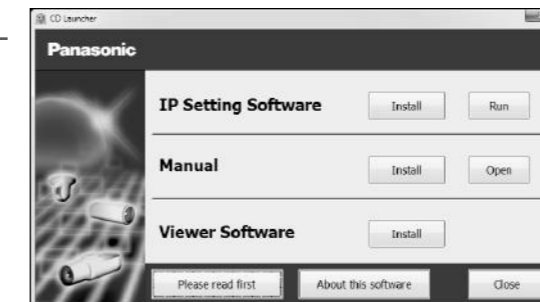 CD Launcher
Panasonic
IP Setting Software Install Run
Manual Install Open
Viewer Software Install
Please read first About this software Close